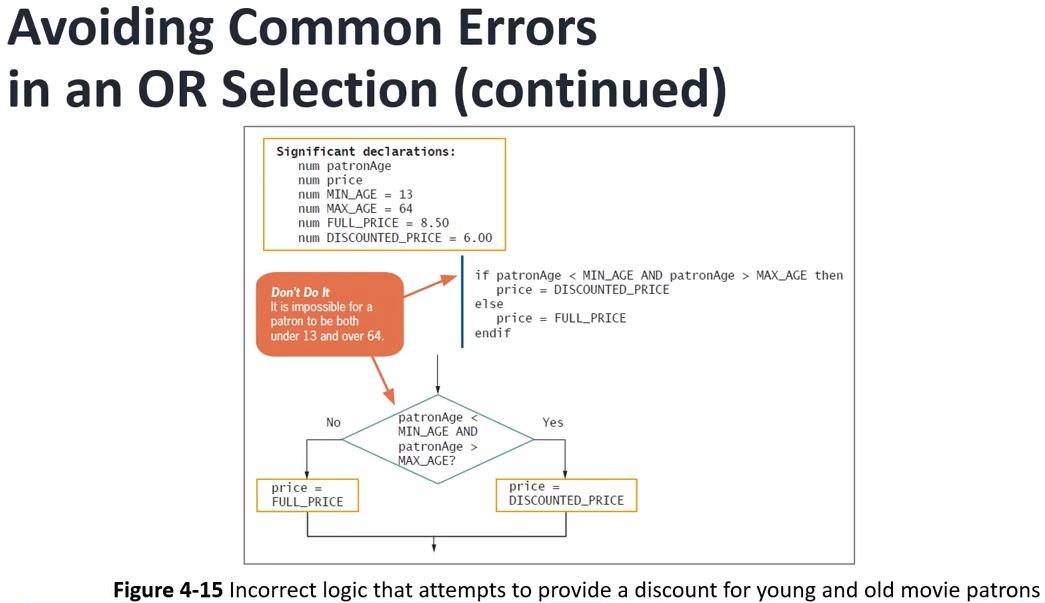 Avoiding Common Errors
in an OR Selection (continued)
Significant declarations:
num patronAge
num price
num MIN_AGE = 13
num MAX_AGE = 64
num FULL_PRICE = 8.50
num DISCOUNTED_PRICE = 6.00
Don't Do It
It is impossible for a
patron to be both
under 13 and over 64.
if patronAge < MIN_AGE AND patronAge > MAX_AGE then
price = DISCOUNTED_PRICE
else
price = FULL_PRICE
endif
No
patronAge <
MIN_AGE AND
patronAge >
MAX_AGE?
Yes
price =
FULL_PRICE
price =
DISCOUNTED_PRICE
Figure 4-15 Incorrect logic that attempts to provide a discount for young and old movie patrons